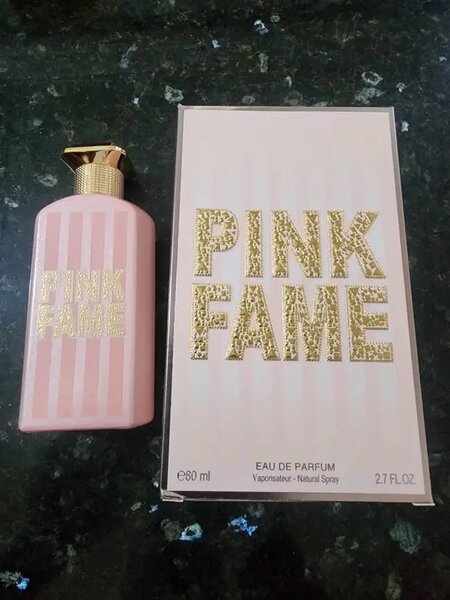 PINK
FAME
PINK
FAME
EAU DE PARFUM
℮80 ml
Vaporisateur - Natural Spray
2.7 FL.OZ